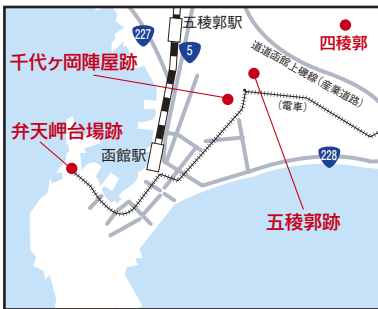 五稜郭駅
227
5
四稜郭
千代ヶ岡陣屋跡
道道函館上磯線(産業道路)
(電車)
弁天岬台場跡
函館駅
228
五稜郭跡